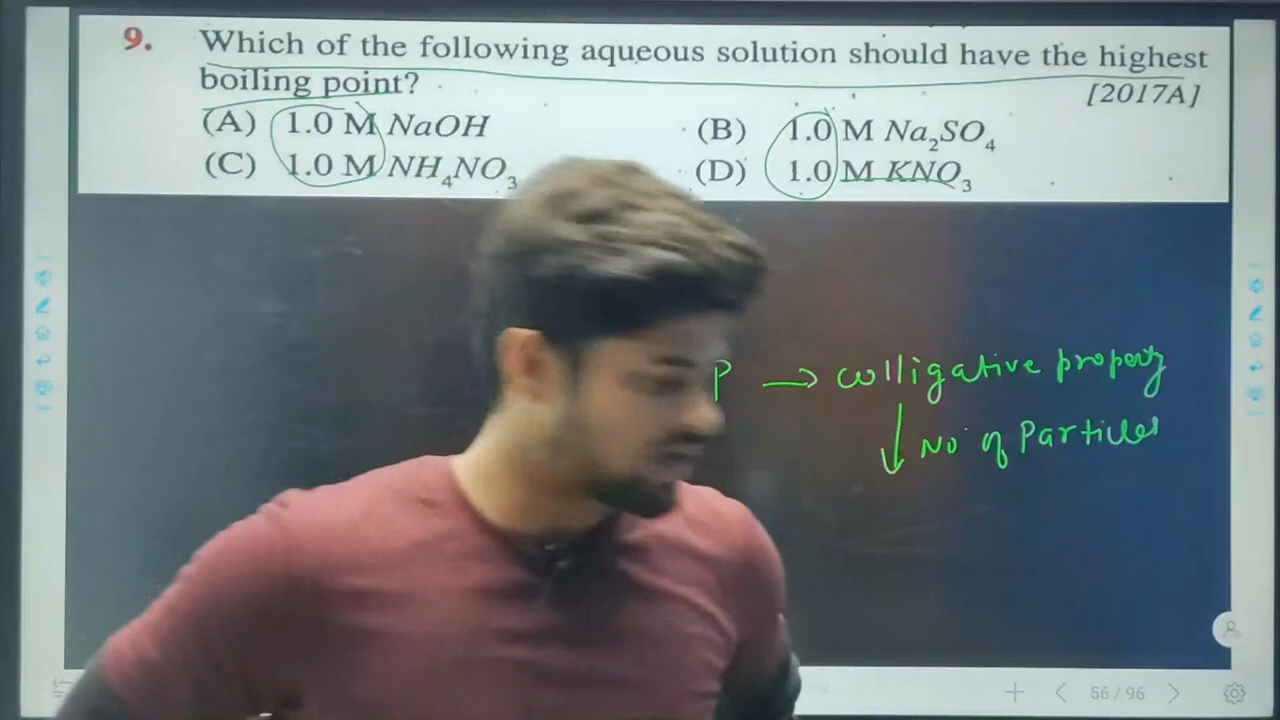 9. Which of the following aqueous solution should have the highest
boiling point? [2017A]
(A) 1.0 M NaOH (B) 1.0 M Na₂SO₄
(C) 1.0 M NH₄NO₃ (D) 1.0 M KNO₃
P → colligative property
↓ No of Particles
56 / 96